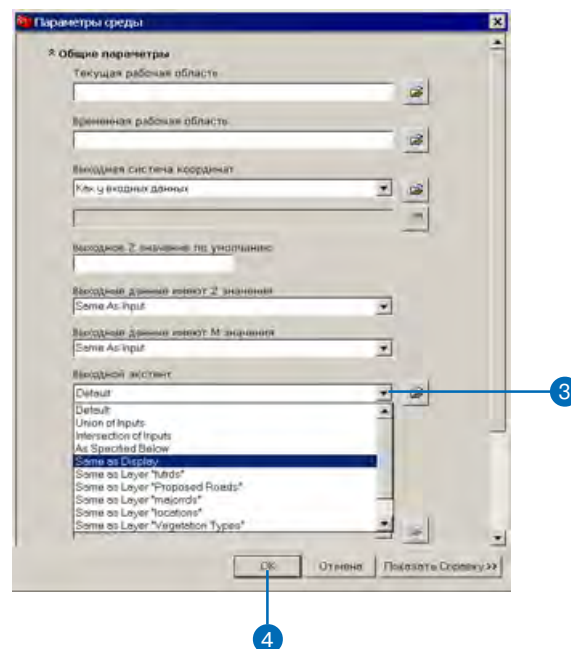 Параметры среды
Общие параметры
Текущая рабочая область
Временная рабочая область
Выходная система координат
Как у входных данных
Выходное Z значение по умолчанию
Выходные данные имеют Z значения
Same As Input
Выходные данные имеют M значения
Same As Input
Выходной экстент
Default
3
Default
Union of Inputs
Intersection of Inputs
As Specified Below
Same as Display
Same as Layer "futrds"
Same as Layer "Proposed Roads"
Same as Layer "majorrds"
Same as Layer "locations"
Same as Layer "Vegetation Types"
OK Отмена Показать Справку >>
4